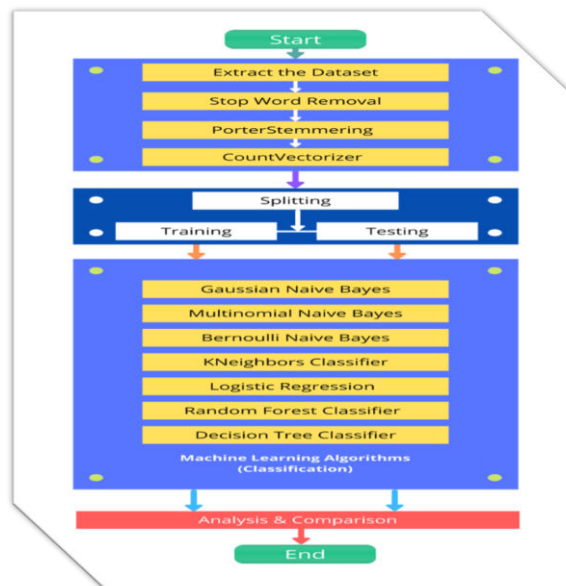 Start
Extract the Dataset
Stop Word Removal
PorterStemmering
CountVectorizer
Splitting
Training
Testing
Gaussian Naive Bayes
Multinomial Naive Bayes
Bernoulli Naive Bayes
KNeighbors Classifier
Logistic Regression
Random Forest Classifier
Decision Tree Classifier
Machine Learning Algorithms
(Classification)
Analysis & Comparison
End